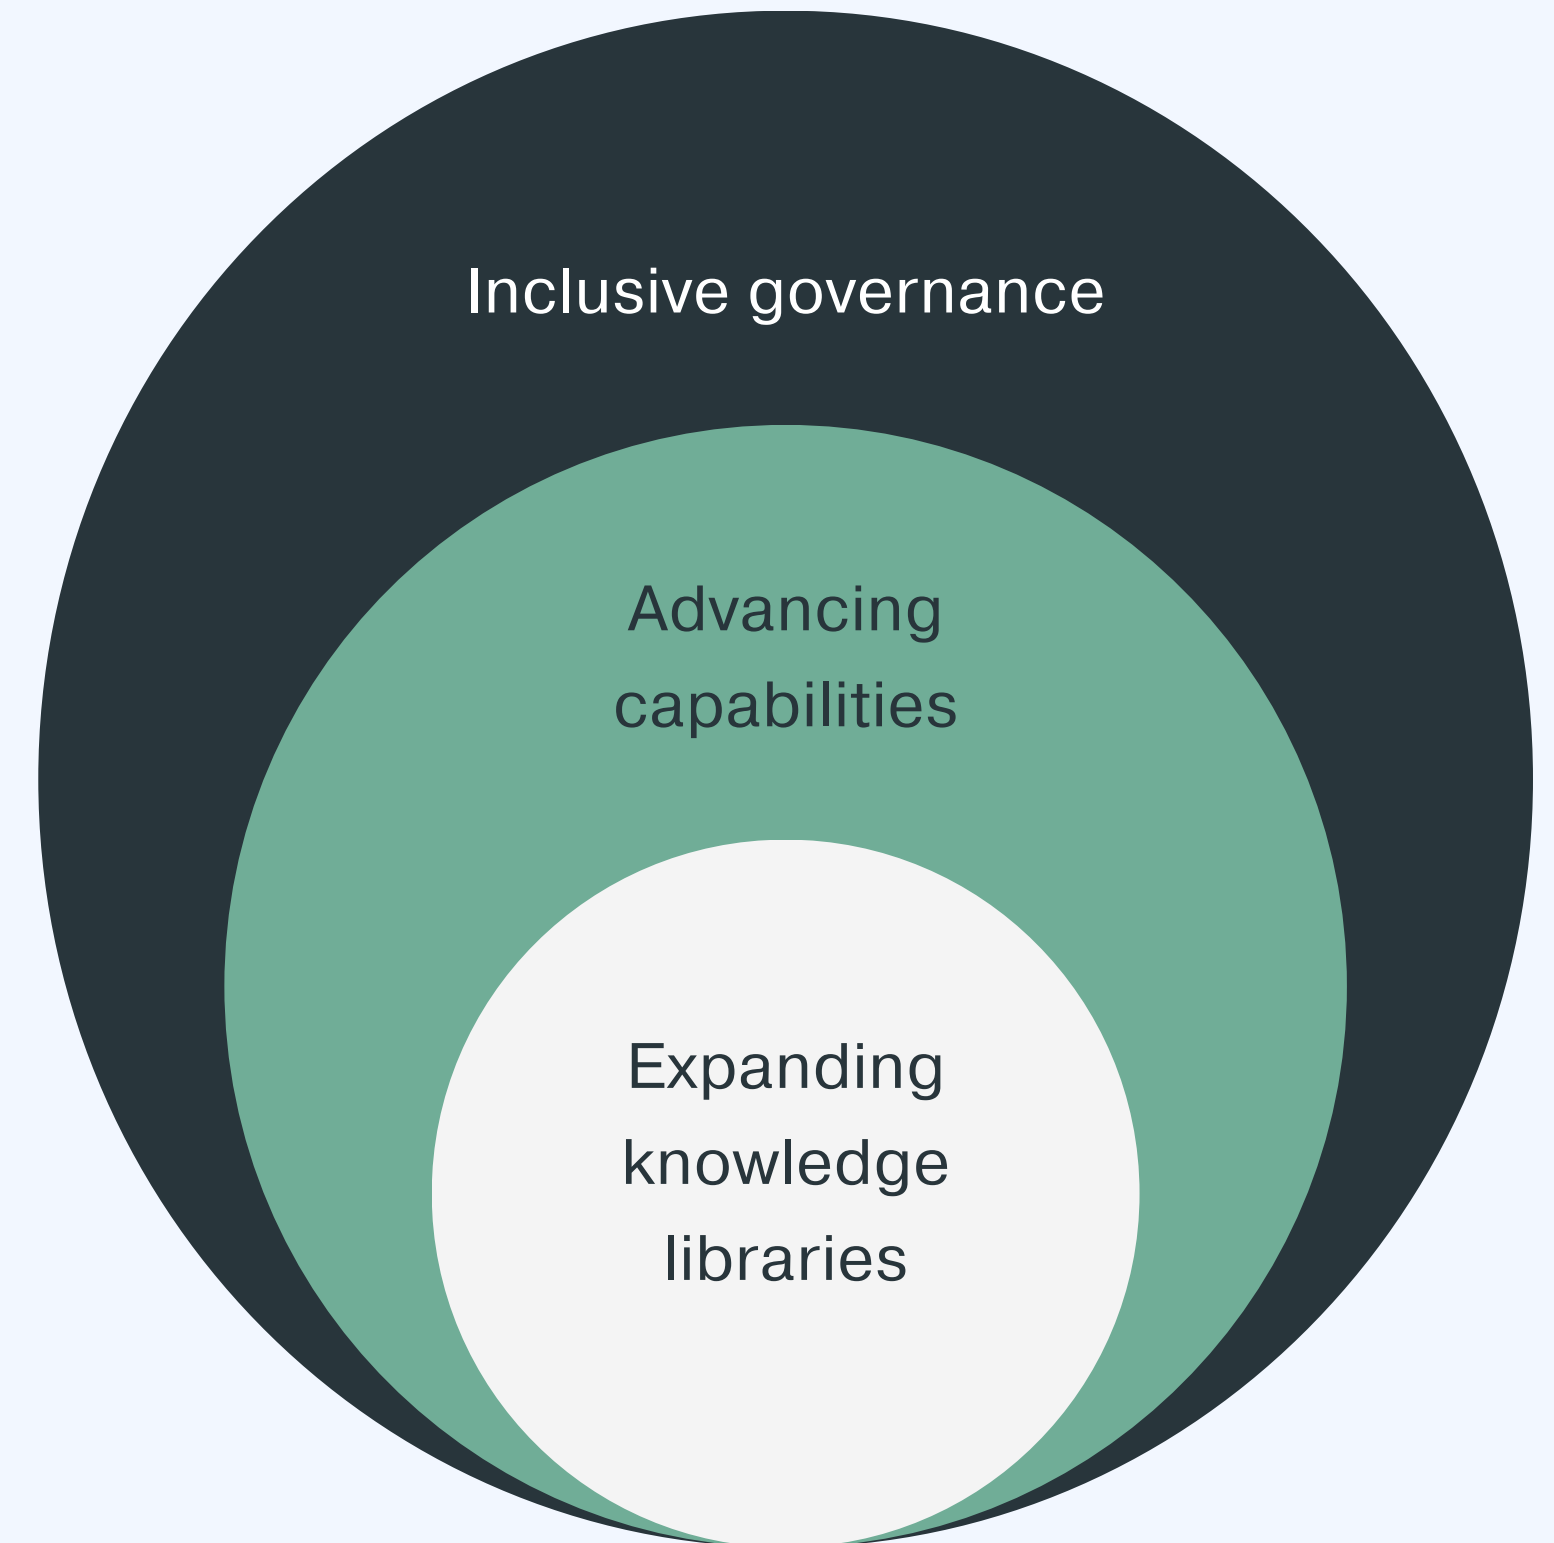 Inclusive governance
Advancing
capabilities
Expanding
knowledge
libraries